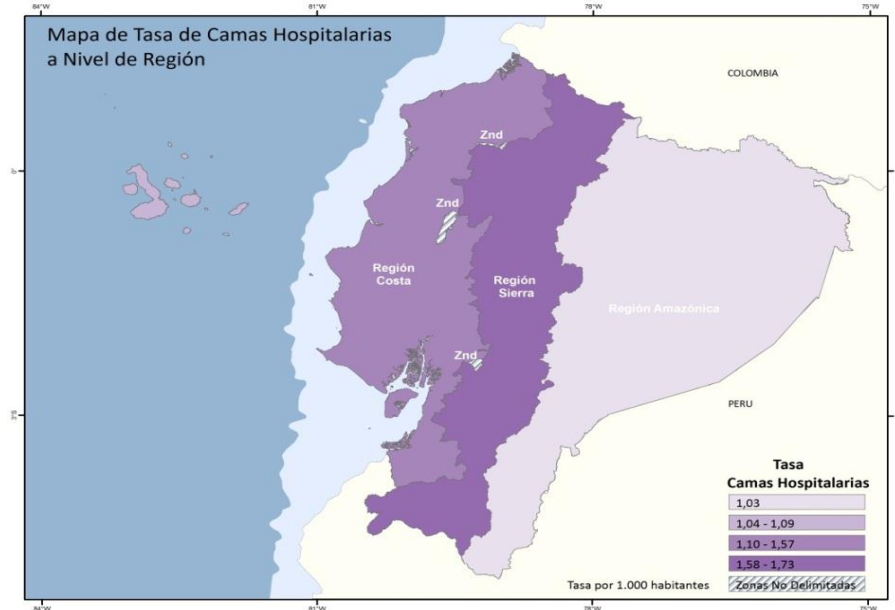 84°W
81°W
78°W
75°W
Mapa de Tasa de Camas Hospitalarias
a Nivel de Región
COLOMBIA
Znd
0°
Znd
Región
Costa
Región
Sierra
Región Amazónica
Znd
PERU
3°S
Tasa
Camas Hospitalarias
1,03
1,04 - 1,09
1,10 - 1,57
1,58 - 1,73
Tasa por 1.000 habitantes
Zonas No Delimitadas
84°W
81°W
78°W
75°W